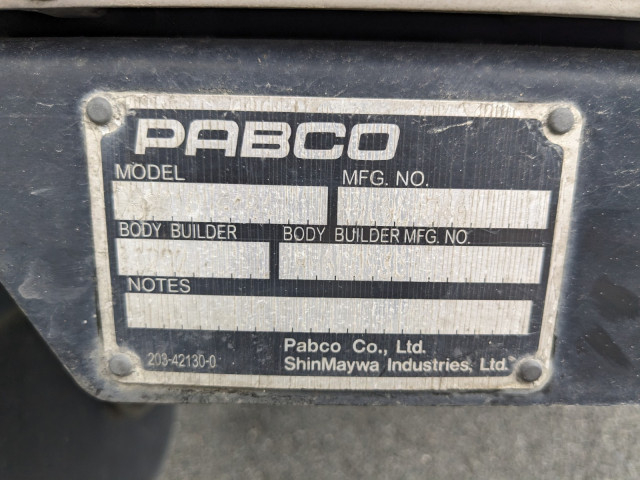 PABCO
MODEL MFG. NO.
BODY BUILDER BODY BUILDER MFG. NO.
NOTES
203-42130-0
Pabco Co., Ltd.
ShinMaywa Industries, Ltd.